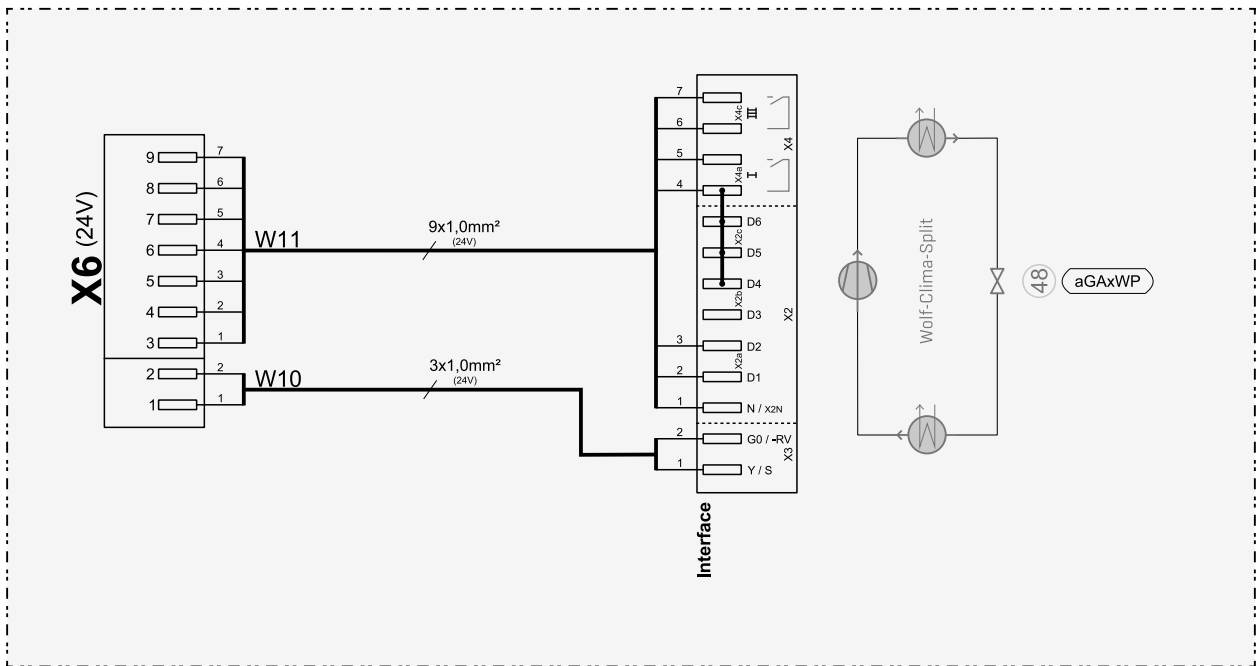 X6 (24V)
9
8
7
6
5
4
3
2
1
7
6
5
4
3
2
1
2
1
W11
9x1,0mm²
(24V)
W10
3x1,0mm²
(24V)
7
6
5
4
3
2
1
2
1
X4c
III
X4
X4a
I
D6
X2c
D5
D4
X2b
D3
X2
D2
X2a
D1
N / X2N
G0 / -RV
X3
Y / S
Interface
Wolf-Clima-Split
48
aGAxWP